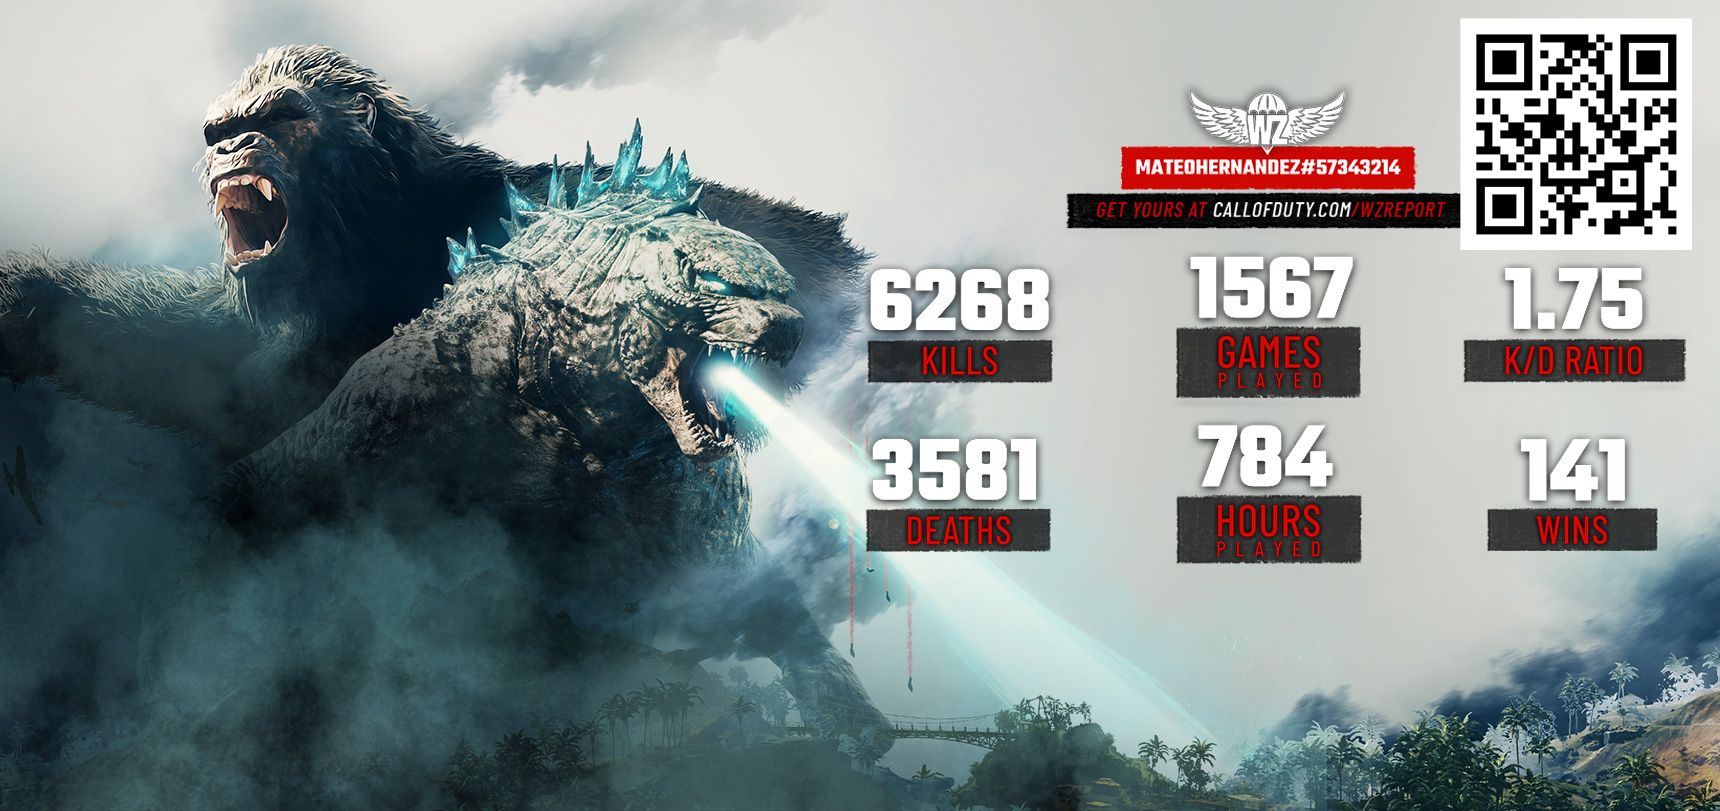 WZ
MATEOHERNANDEZ#57343214
GET YOURS AT CALLOFDUTY.COM/WZREPORT
6268
KILLS
1567
GAMES
PLAYED
1.75
K/D RATIO
3581
DEATHS
784
HOURS
PLAYED
141
WINS